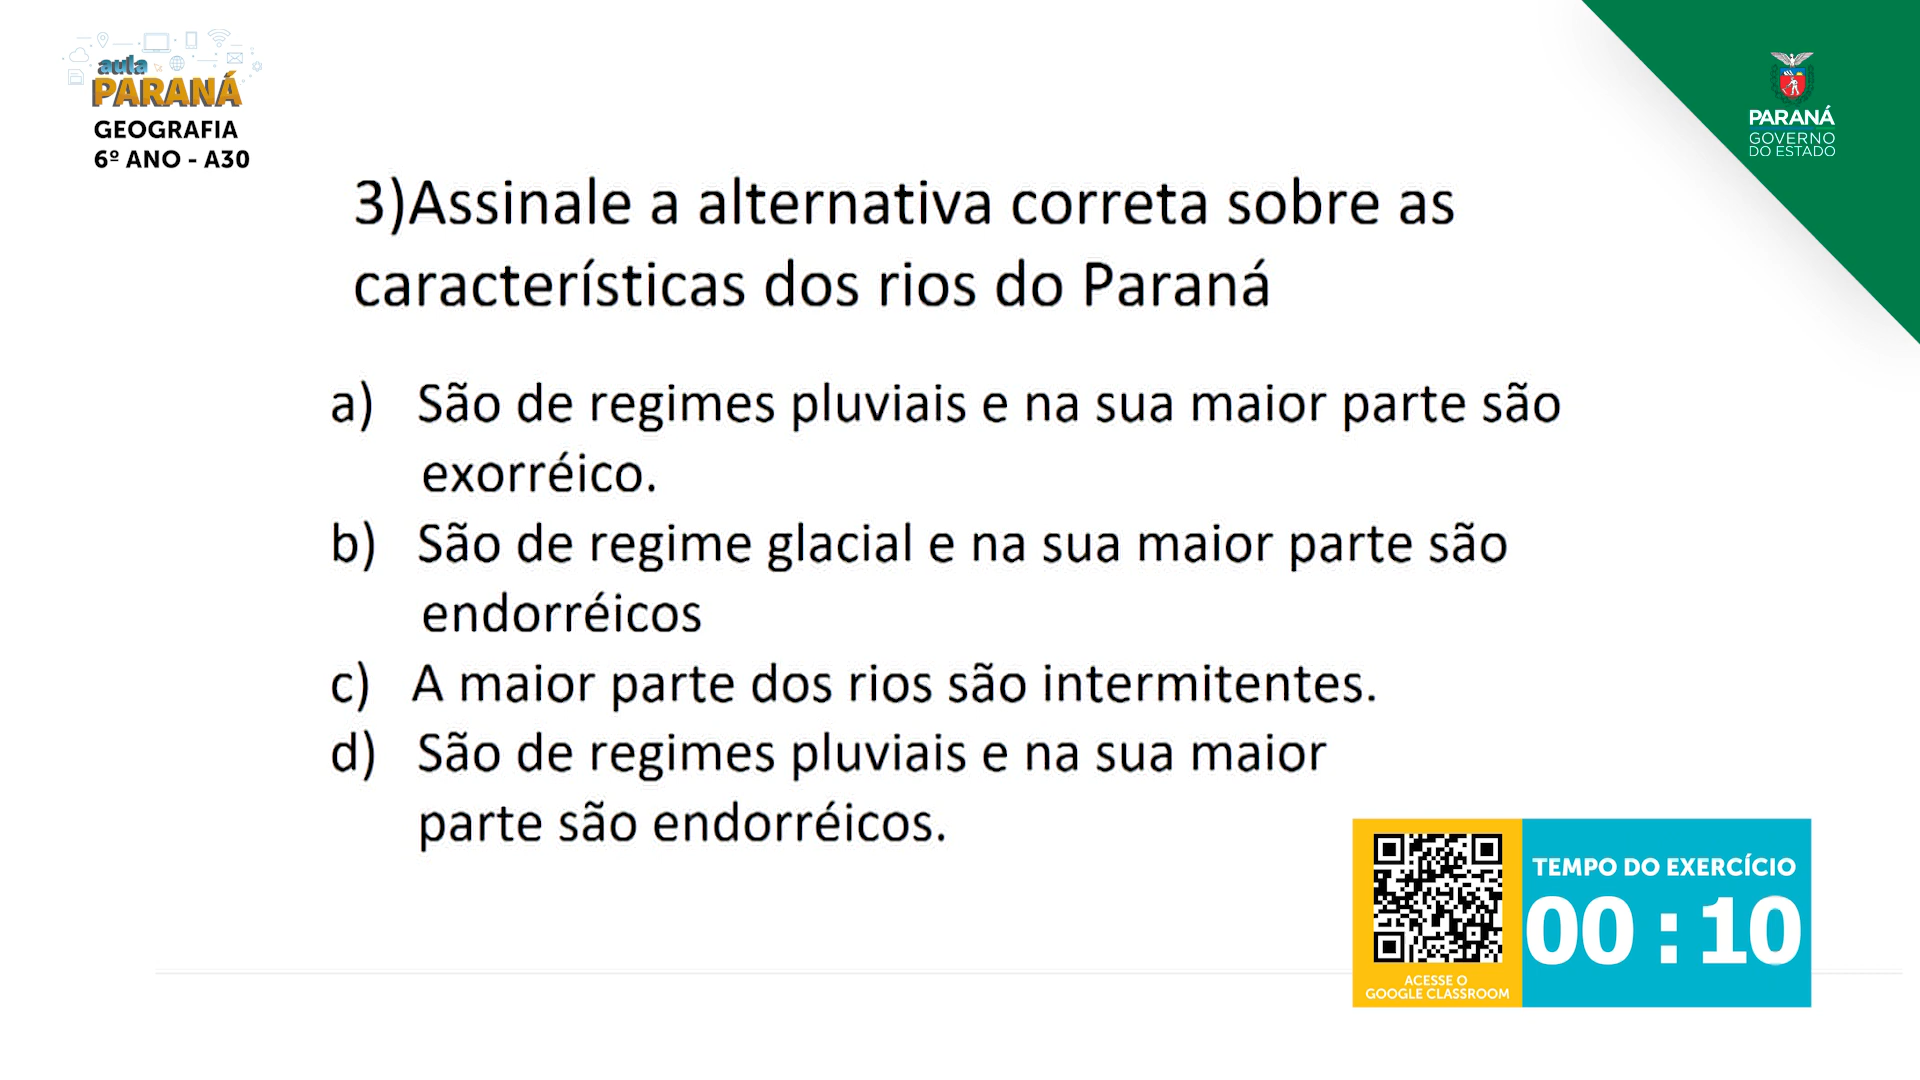 aula
PARANÁ
GEOGRAFIA
6º ANO - A30
PARANÁ
GOVERNO
DO ESTADO
3)Assinale a alternativa correta sobre as
características dos rios do Paraná
a) São de regimes pluviais e na sua maior parte são
exorréico.
b) São de regime glacial e na sua maior parte são
endorréicos
c) A maior parte dos rios são intermitentes.
d) São de regimes pluviais e na sua maior
parte são endorréicos.
TEMPO DO EXERCÍCIO
00 : 10
ACESSE O
GOOGLE CLASSROOM